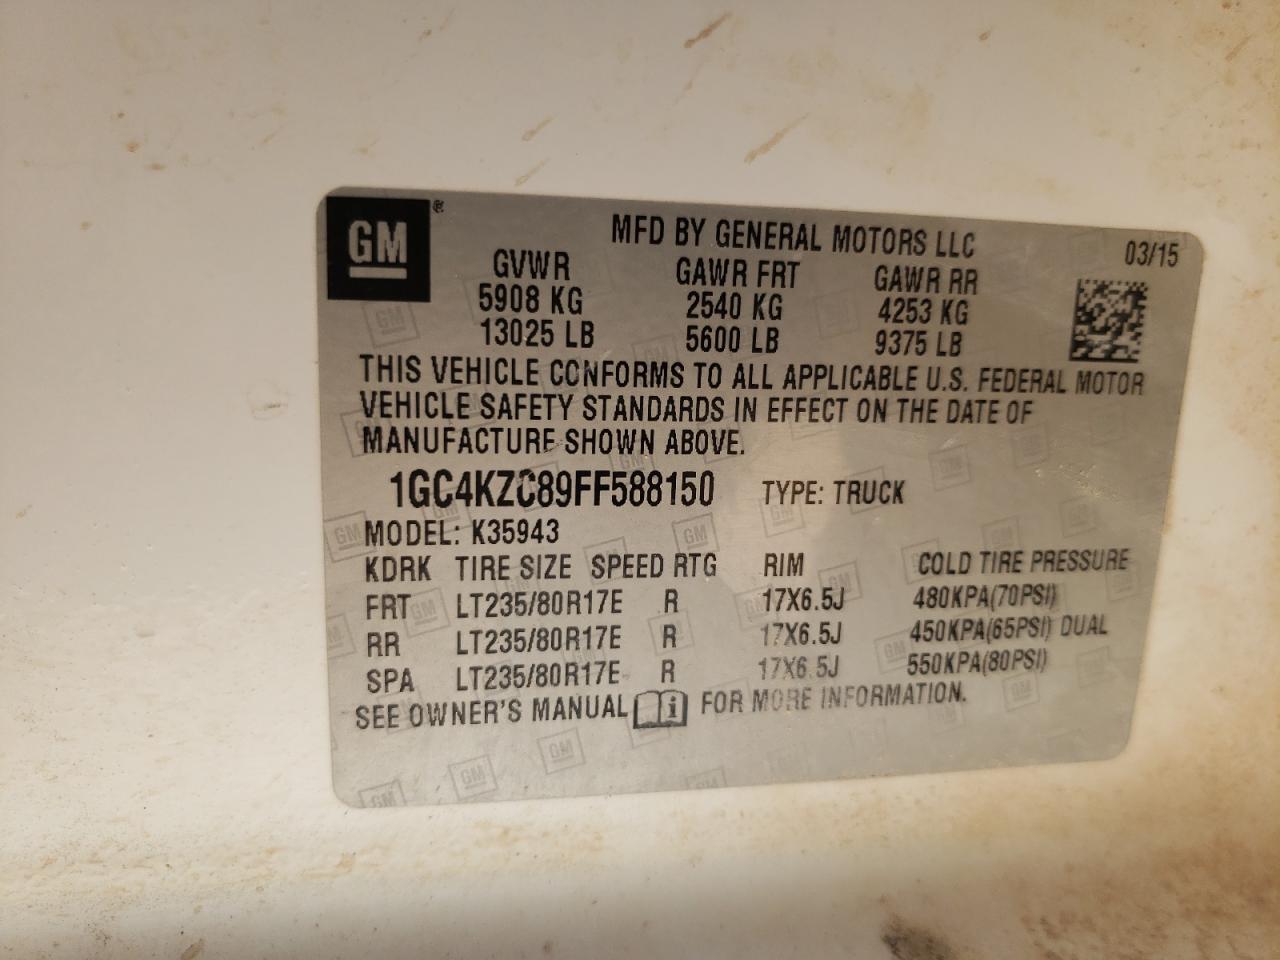 GM®
MFD BY GENERAL MOTORS LLC
03/15
GVWR GAWR FRT GAWR RR
5908 KG 2540 KG 4253 KG
13025 LB 5600 LB 9375 LB
THIS VEHICLE CONFORMS TO ALL APPLICABLE U.S. FEDERAL MOTOR
VEHICLE SAFETY STANDARDS IN EFFECT ON THE DATE OF
MANUFACTURE SHOWN ABOVE.
1GC4KZC89FF588150 TYPE: TRUCK
MODEL: K35943
KDRK TIRE SIZE SPEED RTG RIM COLD TIRE PRESSURE
FRT LT235/80R17E R 17X6.5J 480KPA(70PSI)
RR LT235/80R17E R 17X6.5J 450KPA(65PSI) DUAL
SPA LT235/80R17E R 17X6.5J 550KPA(80PSI)
SEE OWNER'S MANUAL i FOR MORE INFORMATION.